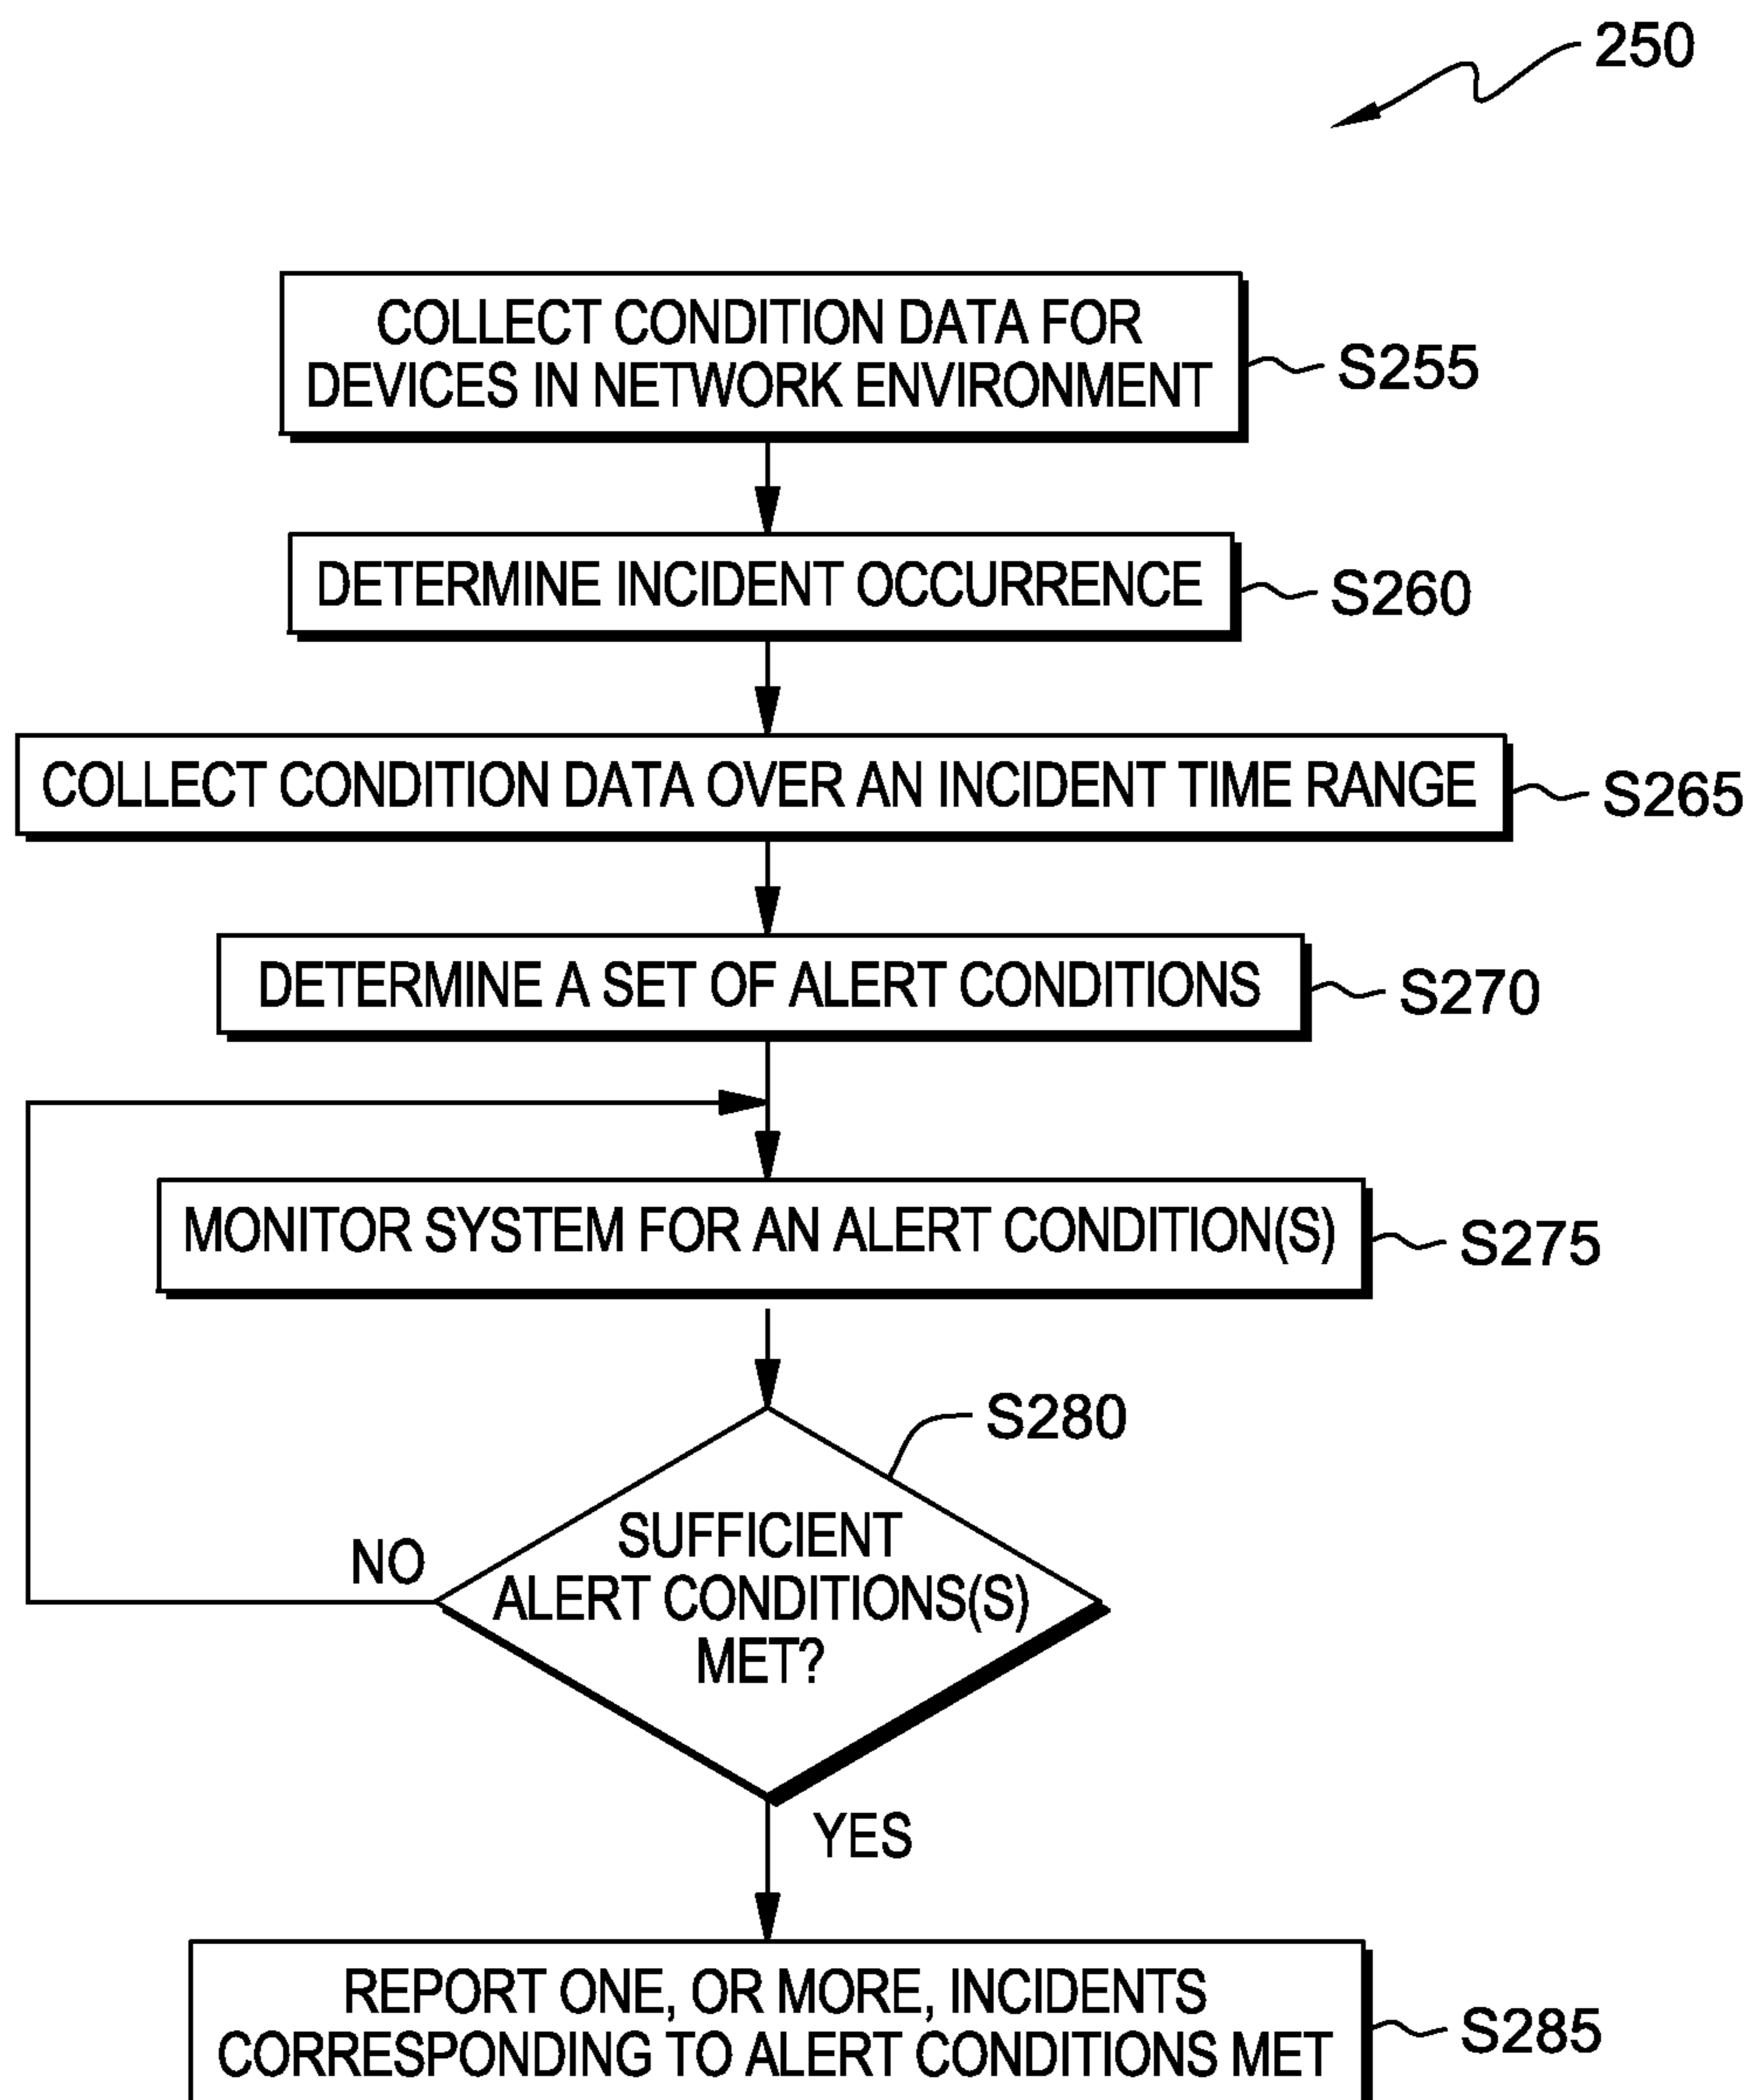 250
COLLECT CONDITION DATA FOR
DEVICES IN NETWORK ENVIRONMENT
S255
DETERMINE INCIDENT OCCURRENCE
S260
COLLECT CONDITION DATA OVER AN INCIDENT TIME RANGE
S265
DETERMINE A SET OF ALERT CONDITIONS
S270
MONITOR SYSTEM FOR AN ALERT CONDITION(S)
S275
S280
SUFFICIENT
ALERT CONDITIONS(S)
MET?
NO
YES
REPORT ONE, OR MORE, INCIDENTS
CORRESPONDING TO ALERT CONDITIONS MET
S285